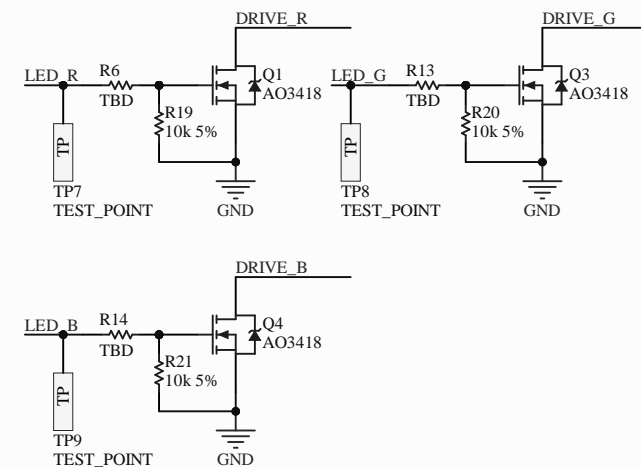 DRIVE_R
LED_R
R6
TBD
Q1
AO3418
R19
10k 5%
TP
TP7
TEST_POINT
GND
DRIVE_G
LED_G
R13
TBD
Q3
AO3418
R20
10k 5%
TP
TP8
TEST_POINT
GND
DRIVE_B
LED_B
R14
TBD
Q4
AO3418
R21
10k 5%
TP
TP9
TEST_POINT
GND